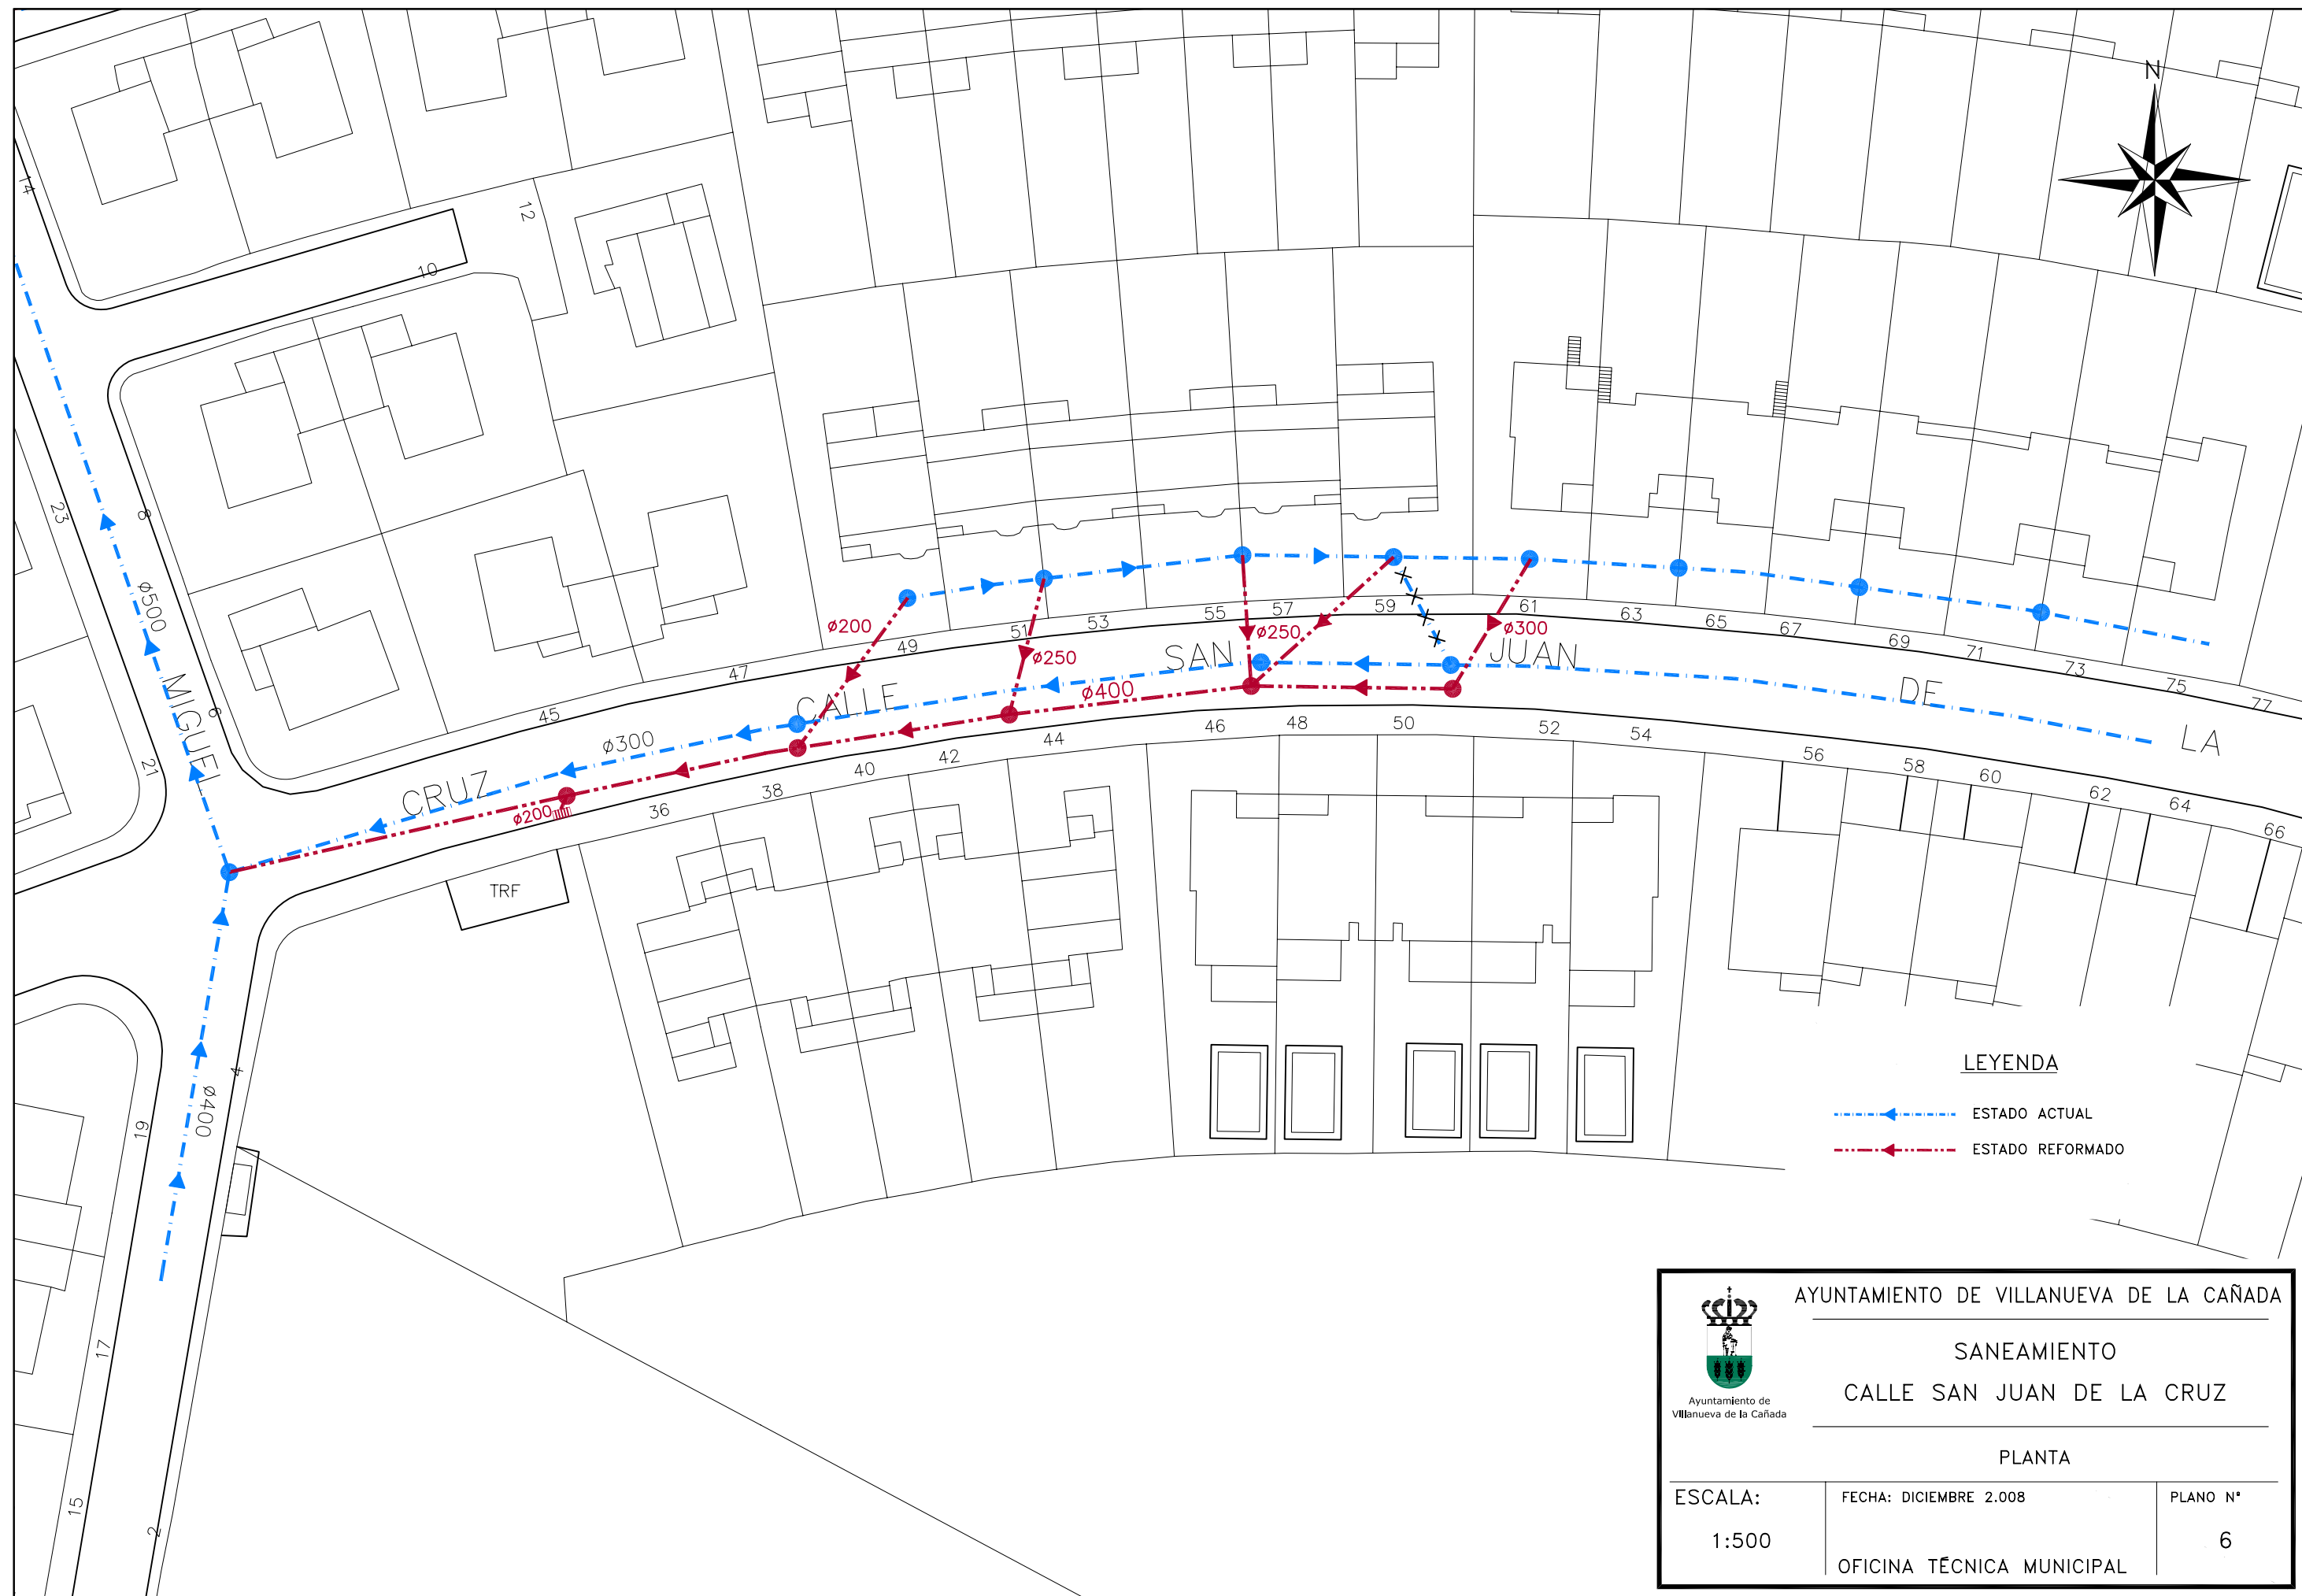 N
14
12
10
23
8
ø500
MIGUEL
6
21
ø200
51
53
55
57
59
61
63
65
67
69
71
73
75
77
49
47
45
ø250
ø250
ø300
SAN
JUAN
DE
LA
CALLE
ø400
ø300
CRUZ
ø200
36
38
40
42
44
46
48
50
52
54
56
58
60
62
64
66
TRF
4
ø400
19
17
15
2
LEYENDA
ESTADO ACTUAL
ESTADO REFORMADO
AYUNTAMIENTO DE VILLANUEVA DE LA CAÑADA
SANEAMIENTO
CALLE SAN JUAN DE LA CRUZ
Ayuntamiento de
Villanueva de la Cañada
PLANTA
ESCALA:
1:500
FECHA: DICIEMBRE 2.008
OFICINA TÉCNICA MUNICIPAL
PLANO Nº
6